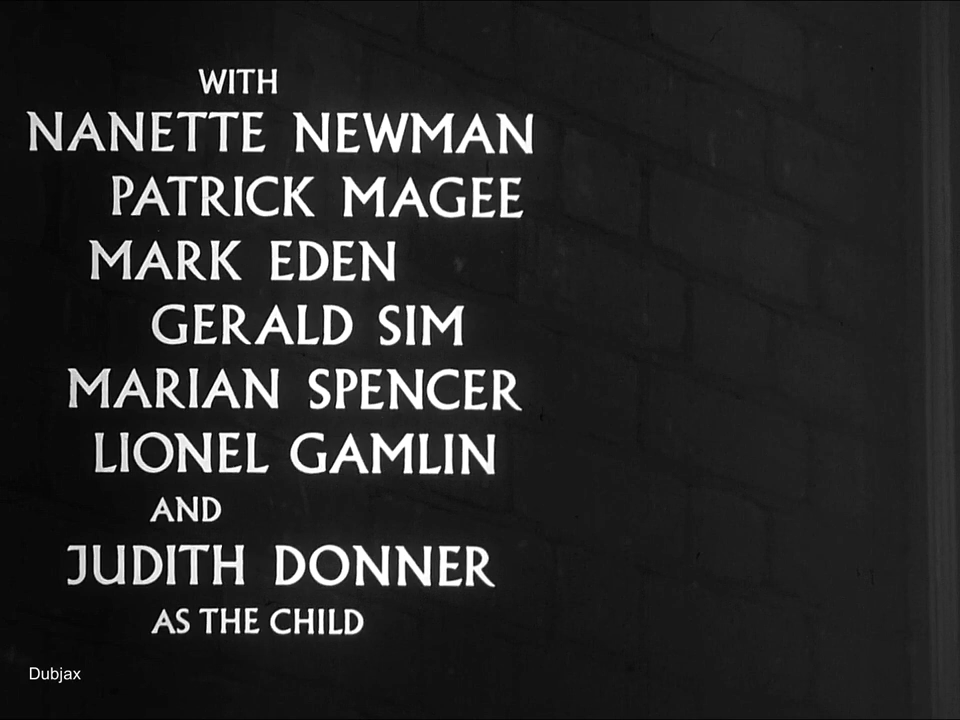 WITH
NANETTE NEWMAN
PATRICK MAGEE
MARK EDEN
GERALD SIM
MARIAN SPENCER
LIONEL GAMLIN
AND
JUDITH DONNER
AS THE CHILD
Dubjax